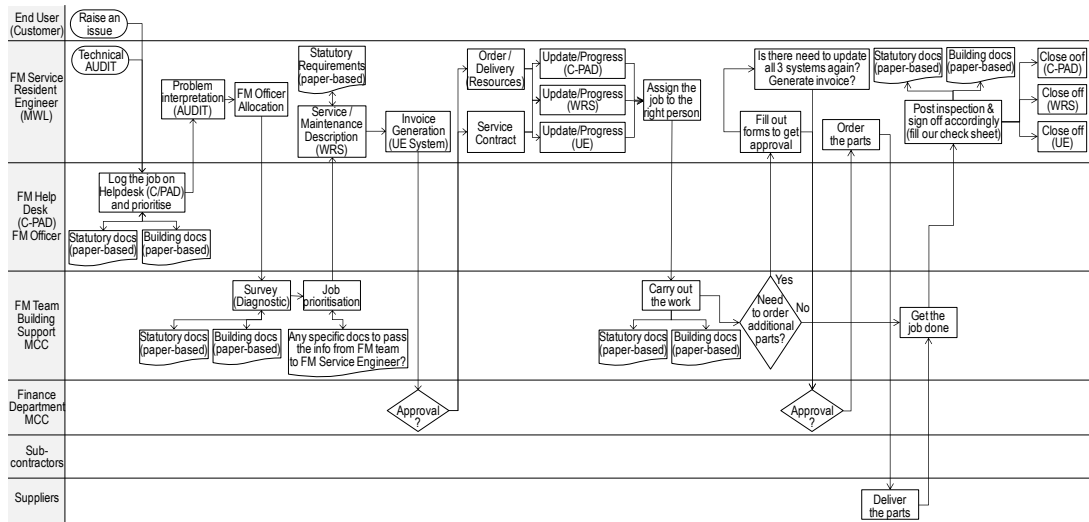 End User
(Customer)
Raise an
issue
FM Service
Resident
Engineer
(MWL)
Technical
AUDIT
Problem
interpretation
(AUDIT)
FM Officer
Allocation
Statutory
Requirements
(paper-based)
Service /
Maintenance
Description
(WRS)
Invoice
Generation
(UE System)
Order /
Delivery
(Resources)
Service
Contract
Update/Progress
(C-PAD)
Update/Progress
(WRS)
Update/Progress
(UE)
Assign the
job to the
right person
Is there need to update
all 3 systems again?
Generate invoice?
Fill out
forms to get
approval
Order
the parts
Statutory docs
(paper-based)
Building docs
(paper-based)
Post inspection &
sign off accordingly
(fill our check sheet)
Close oof
(C-PAD)
Close off
(WRS)
Close off
(UE)
FM Help
Desk
(C-PAD)
FM Officer
Log the job on
Helpdesk (C/PAD)
and prioritise
Statutory docs
(paper-based)
Building docs
(paper-based)
FM Team
Building
Support
MCC
Survey
(Diagnostic)
Job
prioritisation
Statutory docs
(paper-based)
Building docs
(paper-based)
Any specific docs to pass
the info from FM team
to FM Service Engineer?
Carry out
the work
Statutory docs
(paper-based)
Building docs
(paper-based)
Need
to order
additional
parts?
Yes
No
Get the
job done
Finance
Department
MCC
Approval
?
Approval
?
Sub-
contractors
Suppliers
Deliver
the parts